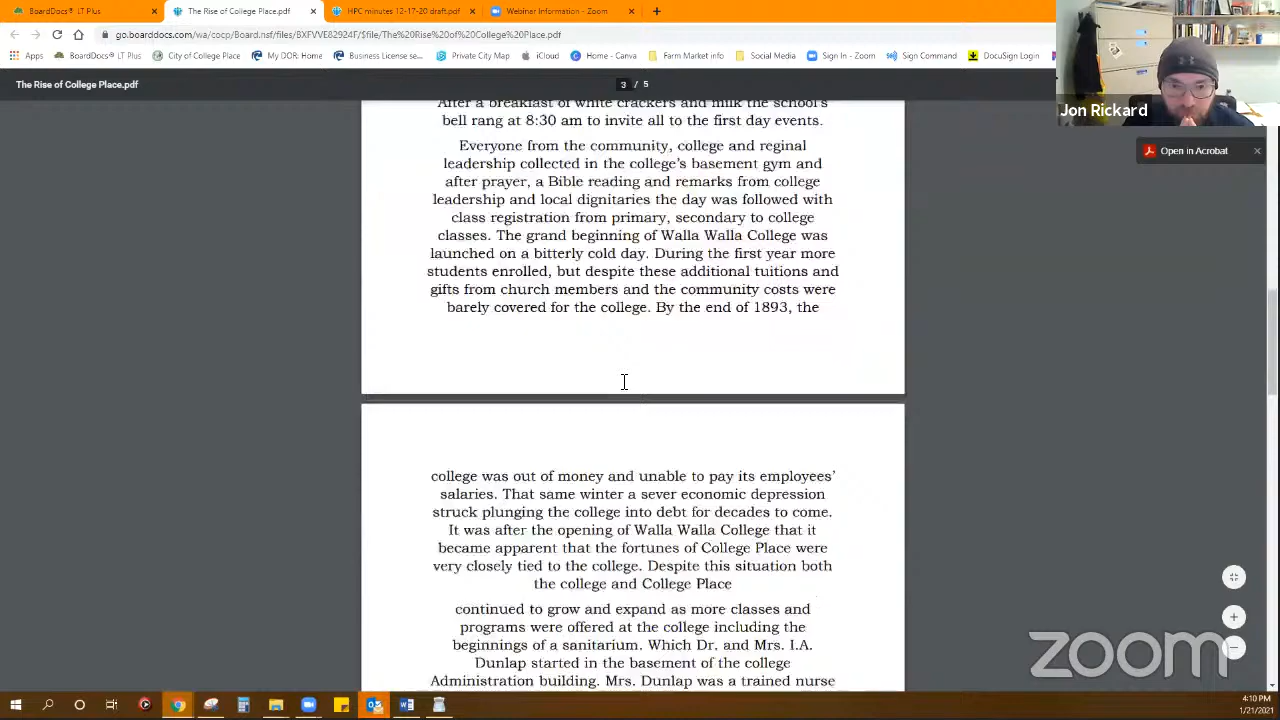 BoardDocs® LT Plus
The Rise of College Place.pdf
HPC minutes 12-17-20 draft.pdf
Webinar Information - Zoom
go.boarddocs.com/wa/cocp/Board.nsf/files/BXFVVE82924F/$file/The%20Rise%20of%20College%20Place.pdf
Apps
BoardDocs® LT Plus
City of College Place
My DOR: Home
Business License se...
Private City Map
iCloud
Home - Canva
Farm Market info
Social Media
Sign In - Zoom
Sign Command
DocuSign Login
The Rise of College Place.pdf
3 / 5
Jon Rickard
Open in Acrobat
After a breakfast of white crackers and milk the school's
bell rang at 8:30 am to invite all to the first day events.
Everyone from the community, college and reginal
leadership collected in the college's basement gym and
after prayer, a Bible reading and remarks from college
leadership and local dignitaries the day was followed with
class registration from primary, secondary to college
classes. The grand beginning of Walla Walla College was
launched on a bitterly cold day. During the first year more
students enrolled, but despite these additional tuitions and
gifts from church members and the community costs were
barely covered for the college. By the end of 1893, the
college was out of money and unable to pay its employees'
salaries. That same winter a sever economic depression
struck plunging the college into debt for decades to come.
It was after the opening of Walla Walla College that it
became apparent that the fortunes of College Place were
very closely tied to the college. Despite this situation both
the college and College Place
continued to grow and expand as more classes and
programs were offered at the college including the
beginnings of a sanitarium. Which Dr. and Mrs. I.A.
Dunlap started in the basement of the college
Administration building. Mrs. Dunlap was a trained nurse
zoom
4:10 PM
1/21/2021